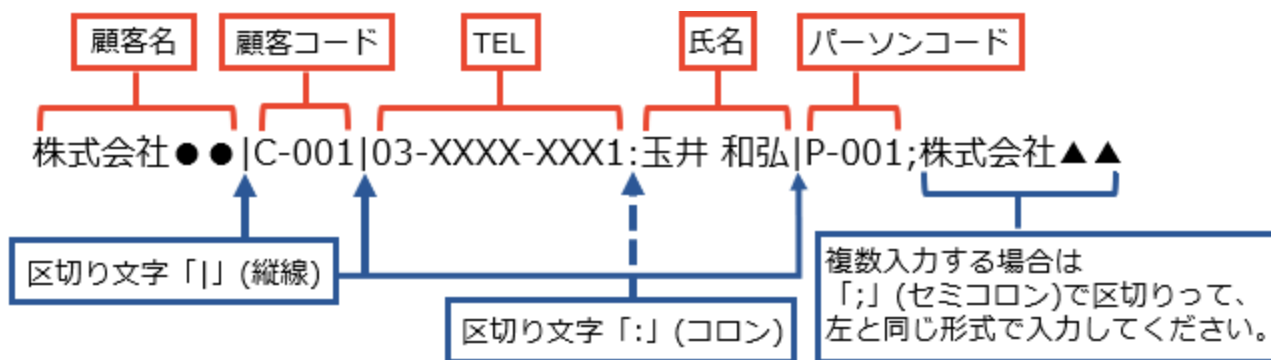 顧客名 顧客コード TEL 氏名 パーソンコード
株式会社●●|C-001|03-XXXX-XXX1:玉井 和弘|P-001;株式会社▲▲
区切り文字「|」(縦線)
区切り文字「:」(コロン)
複数入力する場合は
「;」(セミコロン)で区切りって、
左と同じ形式で入力してください。